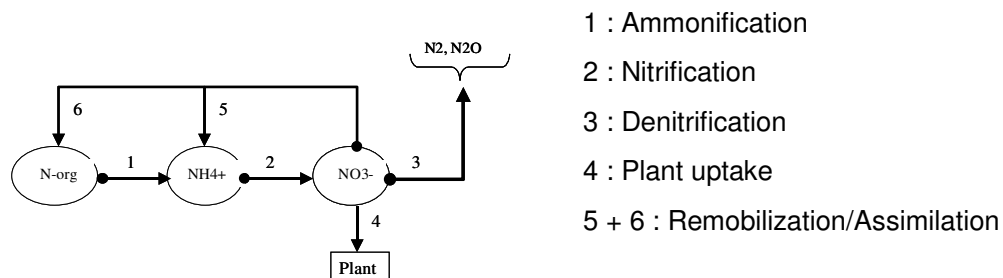 N2, N2O
6
5
N-org
1
NH4+
2
NO3-
3
4
Plant
1 : Ammonification
2 : Nitrification
3 : Denitrification
4 : Plant uptake
5 + 6 : Remobilization/Assimilation